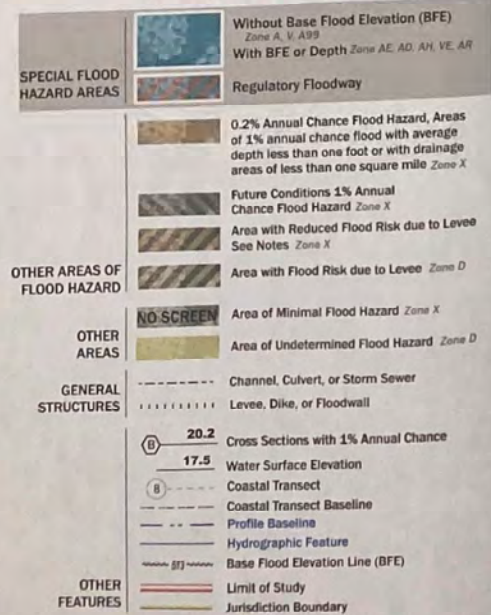 Without Base Flood Elevation (BFE)
Zone A, V, A99
With BFE or Depth Zone AE, AO, AH, VE, AR
SPECIAL FLOOD
HAZARD AREAS
Regulatory Floodway
0.2% Annual Chance Flood Hazard, Areas
of 1% annual chance flood with average
depth less than one foot or with drainage
areas of less than one square mile Zone X
Future Conditions 1% Annual
Chance Flood Hazard Zone X
Area with Reduced Flood Risk due to Levee
See Notes Zone X
OTHER AREAS OF
FLOOD HAZARD
Area with Flood Risk due to Levee Zone D
NO SCREEN Area of Minimal Flood Hazard Zone X
OTHER
AREAS
Area of Undetermined Flood Hazard Zone D
GENERAL
STRUCTURES
Channel, Culvert, or Storm Sewer
Levee, Dike, or Floodwall
B 20.2 Cross Sections with 1% Annual Chance
17.5 Water Surface Elevation
8 Coastal Transect
Coastal Transect Baseline
Profile Baseline
Hydrographic Feature
Base Flood Elevation Line (BFE)
OTHER
FEATURES
Limit of Study
Jurisdiction Boundary